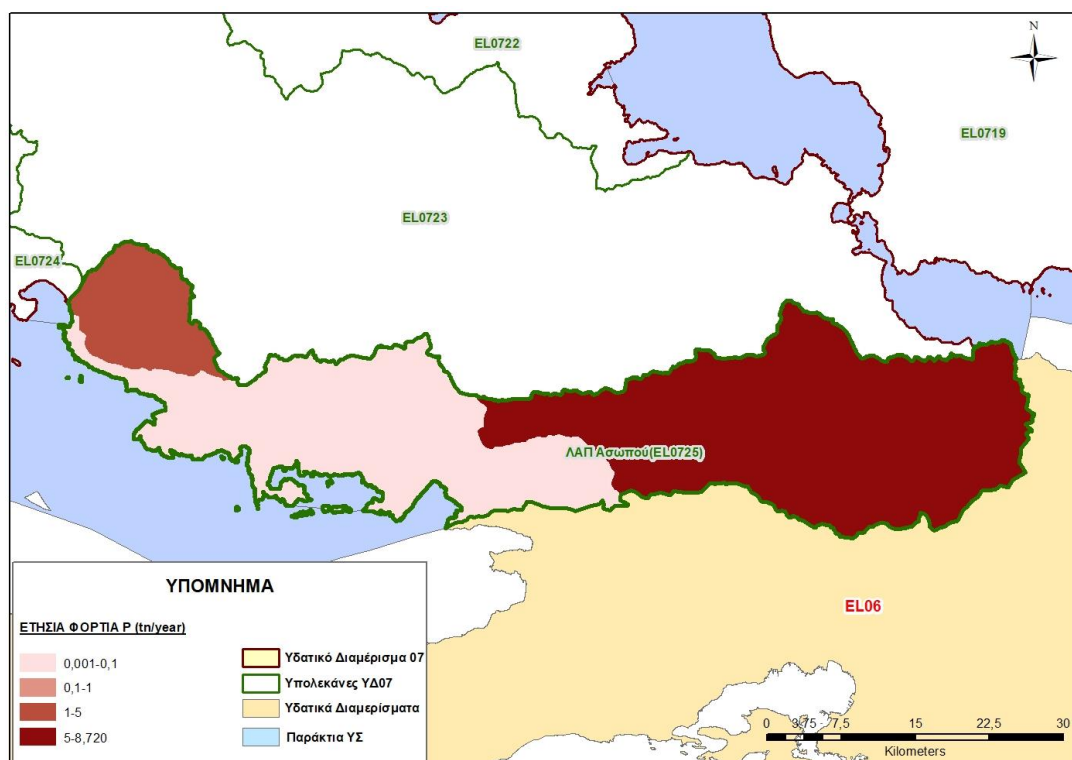 EL0722
N
EL0719
EL0723
EL0724
ΛΑΠ Ασωπού(EL0725)
EL06
ΥΠΟΜΝΗΜΑ
ΕΤΗΣΙΑ ΦΟΡΤΙΑ P (tn/year)
0,001-0,1
0,1-1
1-5
5-8,720
Υδατικό Διαμέρισμα 07
Υπολεκάνες ΥΔ07
Υδατικά Διαμερίσματα
Παράκτια ΥΣ
0 3,75 7,5 15 22,5 30
Kilometers